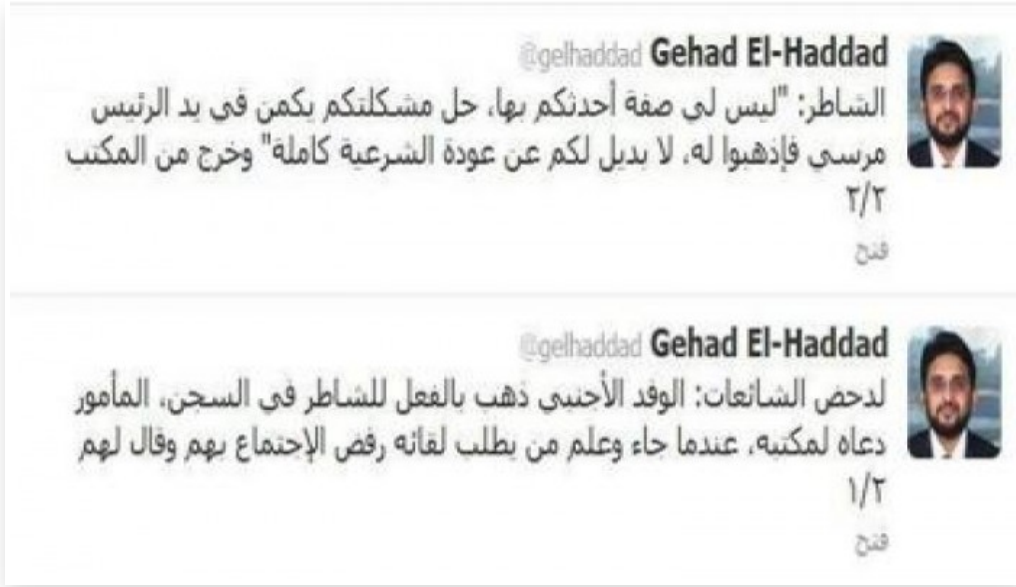 Gehad El-Haddad @gelhaddad
الشاطر: "ليس لى صفة أحدثكم بها، حل مشكلتكم يكمن فى يد الرئيس
مرسي فإذهبوا له، لا بديل لكم عن عودة الشرعية كاملة" وخرج من المكتب
٢/٢
فتح
Gehad El-Haddad @gelhaddad
لدحض الشائعات: الوفد الأجنبي ذهب بالفعل للشاطر في السجن، المأمور
دعاه لمكتبه، عندما جاء وعلم من يطلب لقائه رفض الإجتماع بهم وقال لهم
١/٢
فتح